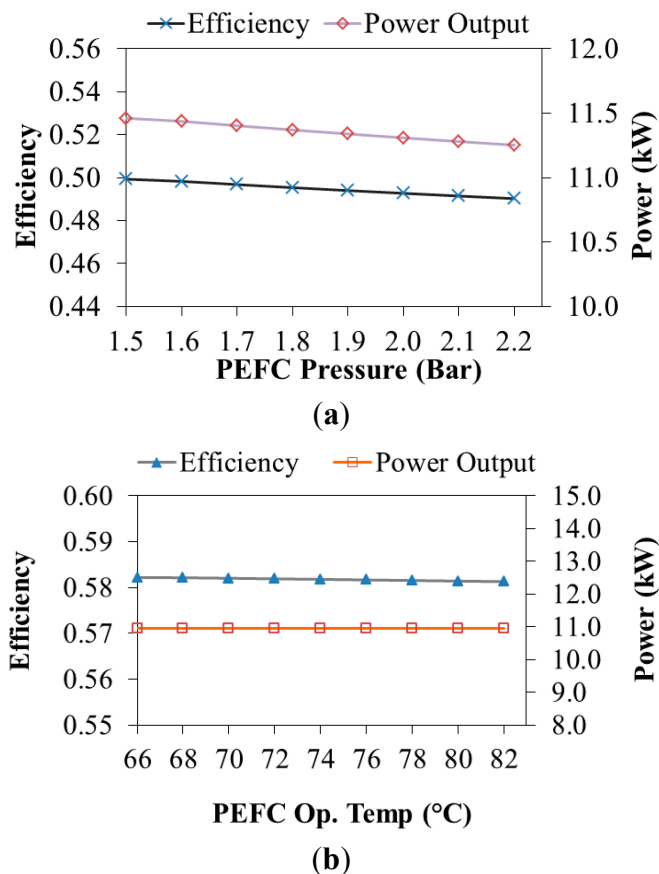 Efficiency Power Output
0.56
0.54
0.52
0.50
0.48
0.46
0.44
Efficiency
12.0
11.5
11.0
10.5
10.0
Power (kW)
1.5 1.6 1.7 1.8 1.9 2.0 2.1 2.2
PEFC Pressure (Bar)
(a)
Efficiency Power Output
0.60
0.59
0.58
0.57
0.56
0.55
Efficiency
15.0
14.0
13.0
12.0
11.0
10.0
9.0
8.0
Power (kW)
66 68 70 72 74 76 78 80 82
PEFC Op. Temp (°C)
(b)